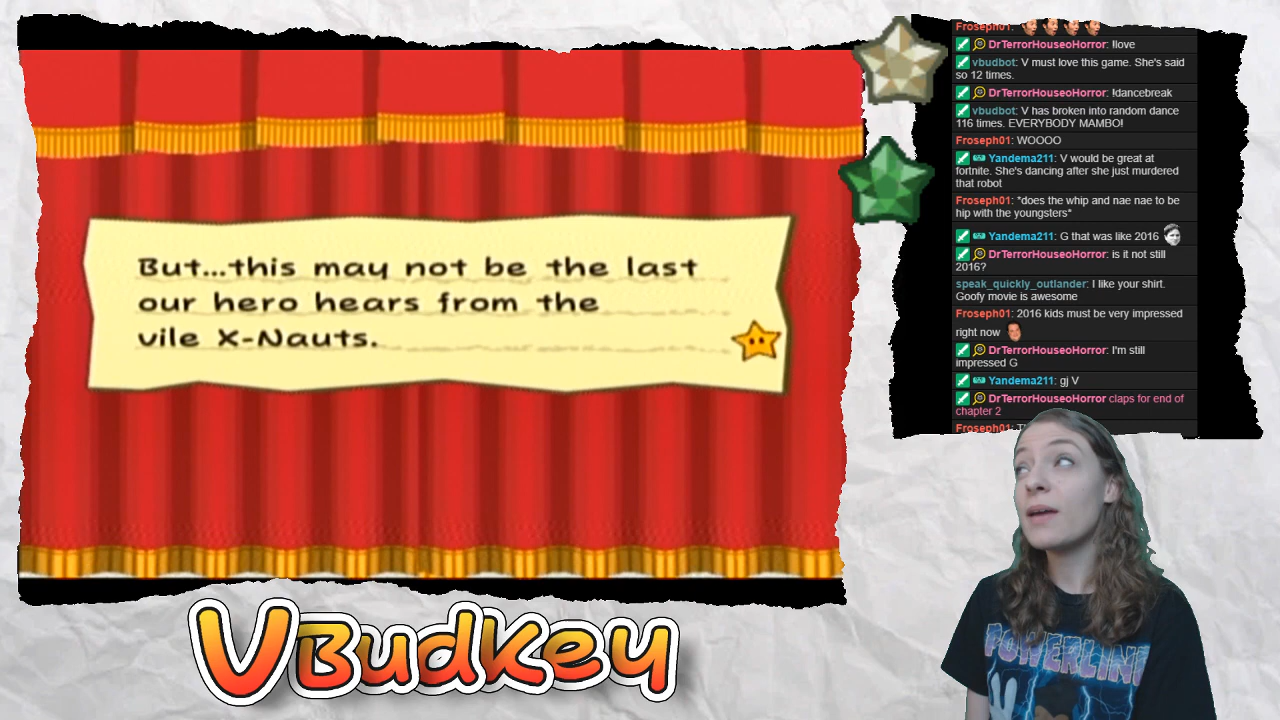 But...this may not be the last
our hero hears from the
vile X-Nauts.
Froseph01:
DrTerrorHouseoHorror: !love
vbudbot: V must love this game. She's said
so 12 times.
DrTerrorHouseoHorror: !dancebreak
vbudbot: V has broken into random dance
116 times. EVERYBODY MAMBO!
Froseph01: WOOOO
Yandema211: V would be great at
fortnite. She's dancing after she just murdered
that robot
Froseph01: *does the whip and nae nae to be
hip with the youngsters*
Yandema211: G that was like 2016
DrTerrorHouseoHorror: is it not still
2016?
speak_quickly_outlander: I like your shirt.
Goofy movie is awesome
Froseph01: 2016 kids must be very impressed
right now
DrTerrorHouseoHorror: I'm still
impressed G
Yandema211: gj V
DrTerrorHouseoHorror claps for end of
chapter 2
Froseph01:
VBudkey
POWERLINE